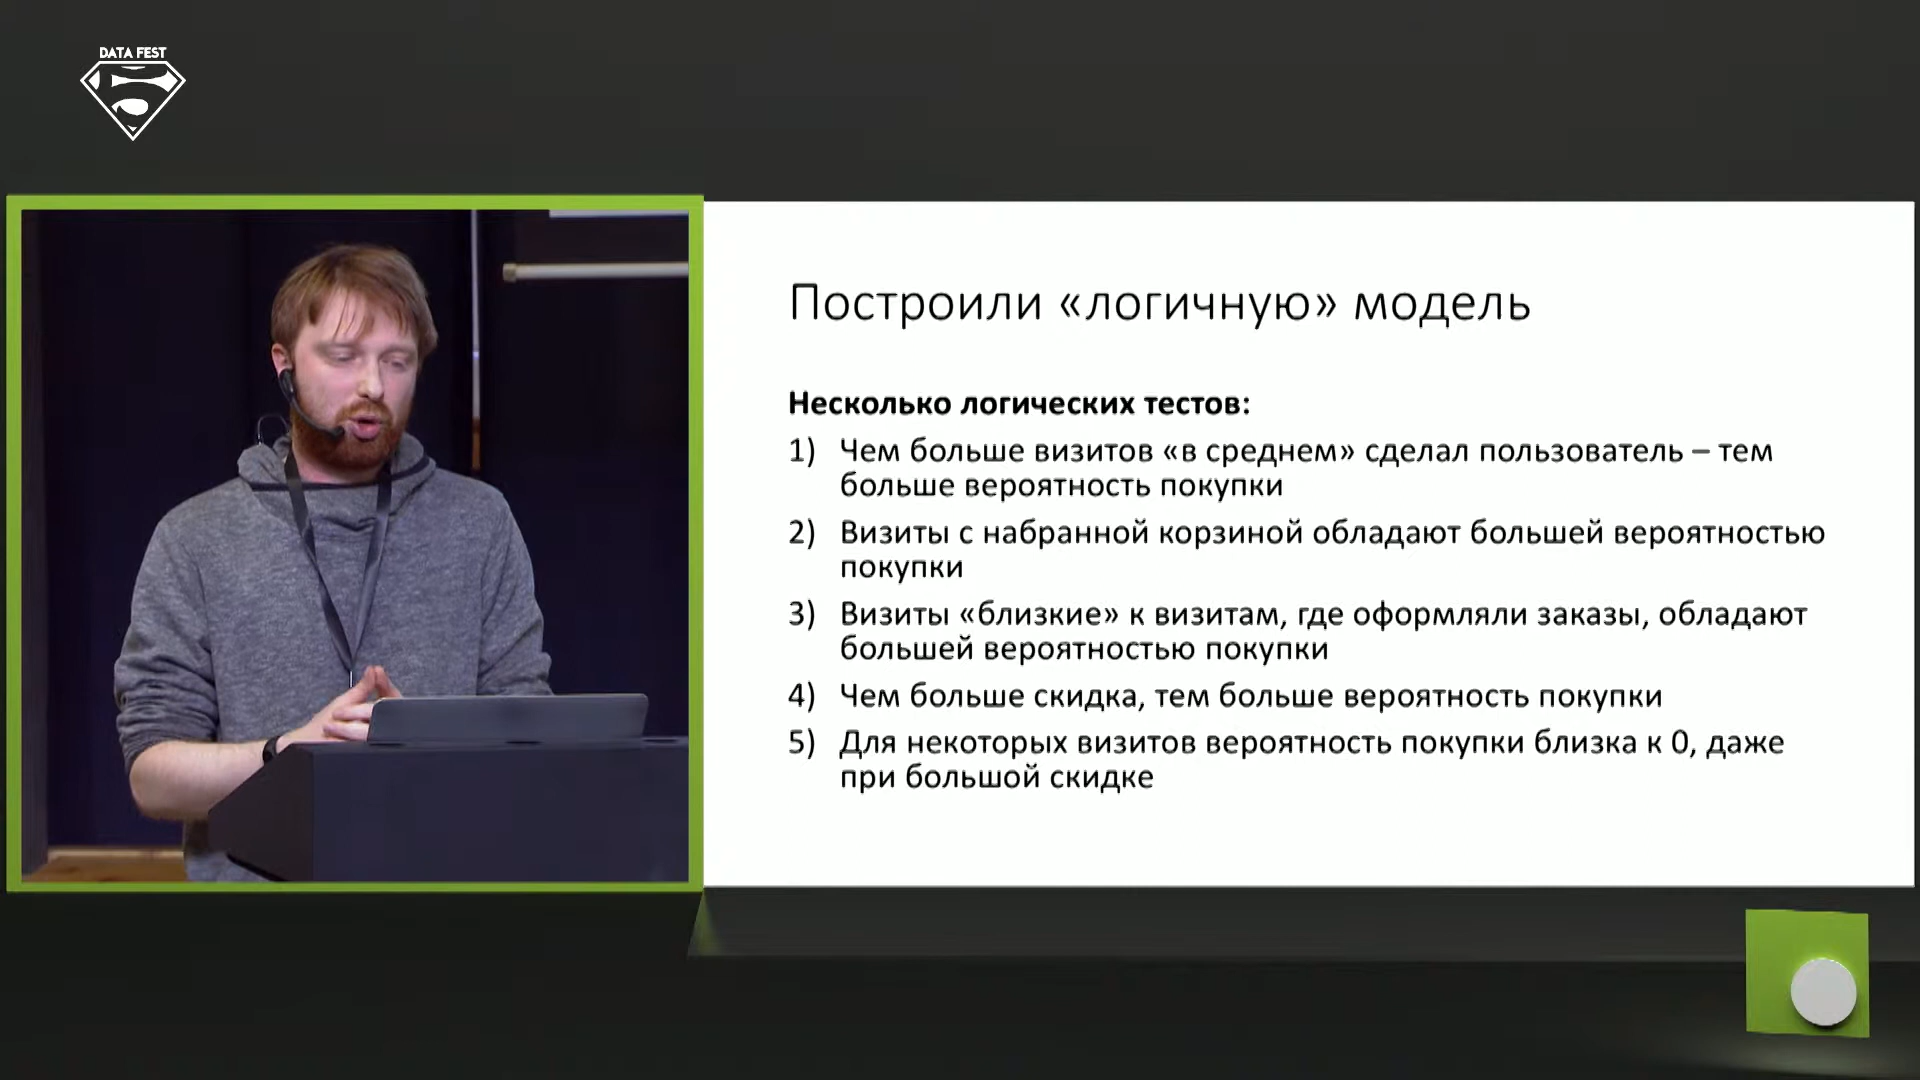 DATA FEST
Построили «логичную» модель
Несколько логических тестов:
1) Чем больше визитов «в среднем» сделал пользователь – тем
больше вероятность покупки
2) Визиты с набранной корзиной обладают большей вероятностью
покупки
3) Визиты «близкие» к визитам, где оформляли заказы, обладают
большей вероятностью покупки
4) Чем больше скидка, тем больше вероятность покупки
5) Для некоторых визитов вероятность покупки близка к 0, даже
при большой скидке